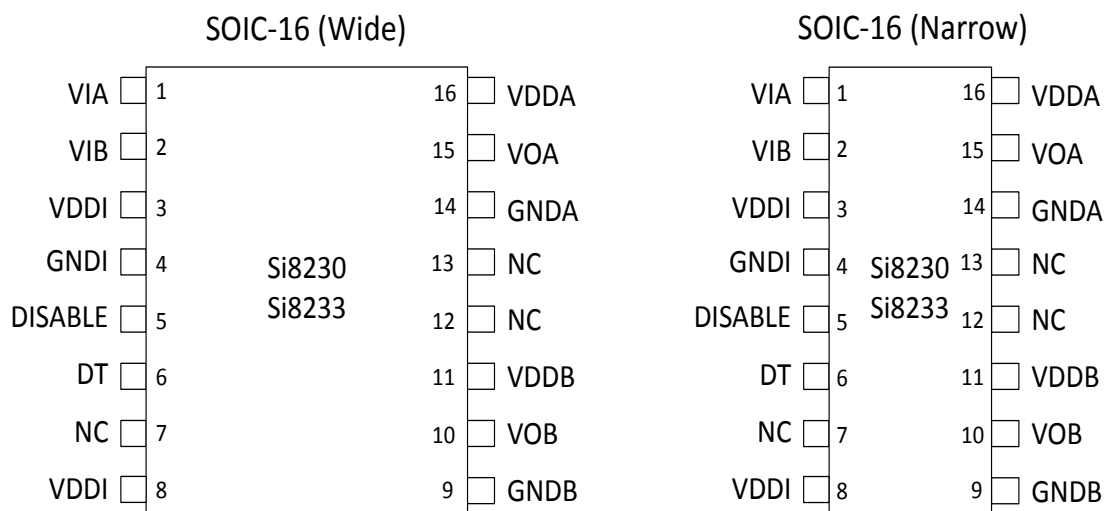 SOIC-16 (Wide)
VIA 1 16 VDDA
VIB 2 15 VOA
VDDI 3 14 GNDA
GNDI 4 13 NC
DISABLE 5 12 NC
DT 6 11 VDDB
NC 7 10 VOB
VDDI 8 9 GNDB
Si8230
Si8233
SOIC-16 (Narrow)
VIA 1 16 VDDA
VIB 2 15 VOA
VDDI 3 14 GNDA
GNDI 4 13 NC
DISABLE 5 12 NC
DT 6 11 VDDB
NC 7 10 VOB
VDDI 8 9 GNDB
Si8230
Si8233